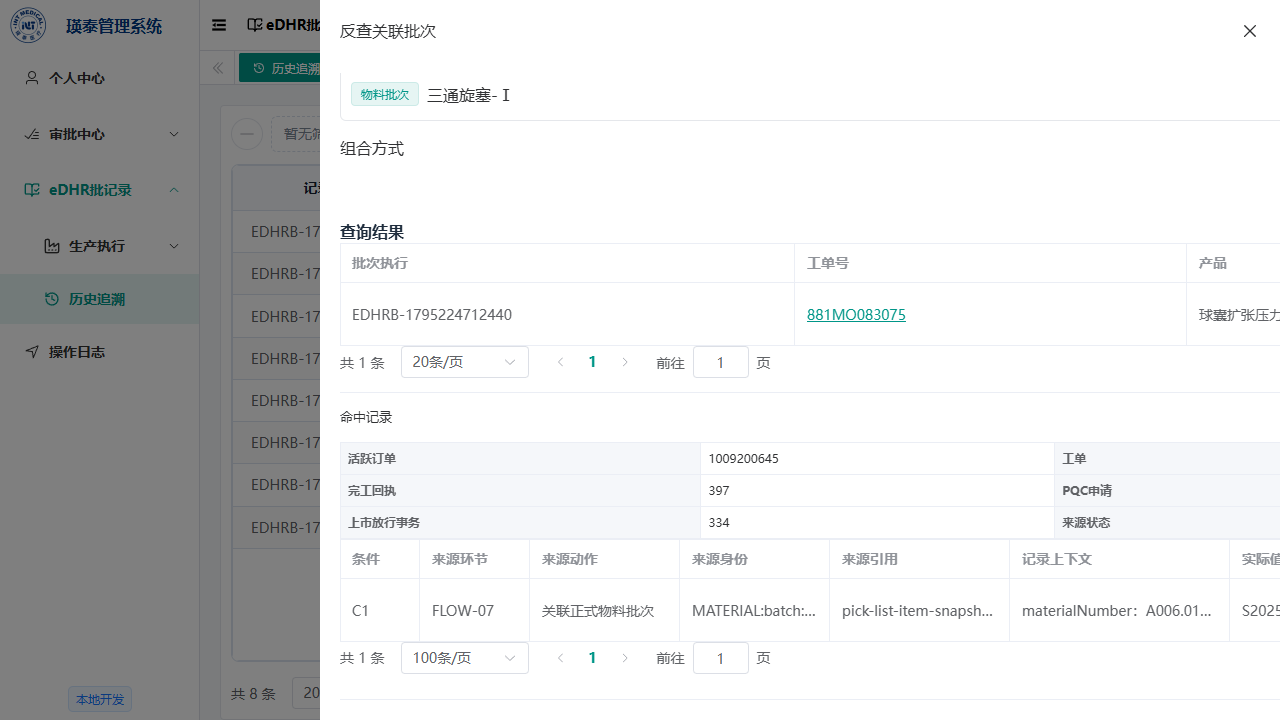 瑛泰管理系统
个人中心
审批中心
eDHR批记录
生产执行
历史追溯
操作日志
本地开发
eDHR批
历史追溯
暂无
EDHRB-17
EDHRB-17
EDHRB-17
EDHRB-17
EDHRB-17
EDHRB-17
EDHRB-17
EDHRB-17
共 8 条
20
反查关联批次
物料批次 三通旋塞-Ⅰ
组合方式
查询结果
批次执行 工单号 产品
EDHRB-1795224712440 881MO083075 球囊扩张压力
共 1 条 20条/页 1 前往 1 页
命中记录
活跃订单 1009200645 工单
完工回执 397 PQC申请
上市放行事务 334 来源状态
条件 来源环节 来源动作 来源身份 来源引用 记录上下文 实际值
C1 FLOW-07 关联正式物料批次 MATERIAL:batch:... pick-list-item-snapsh... materialNumber：A006.01... S2025
共 1 条 100条/页 1 前往 1 页